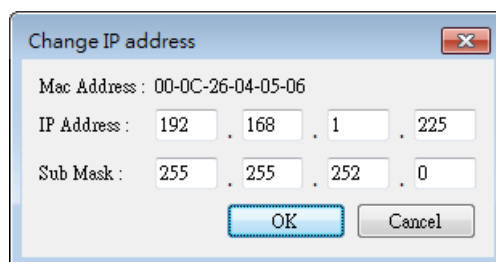 Change IP address
Mac Address : 00-0C-26-04-05-06
IP Address : 192 . 168 . 1 . 225
Sub Mask : 255 . 255 . 252 . 0
OK Cancel